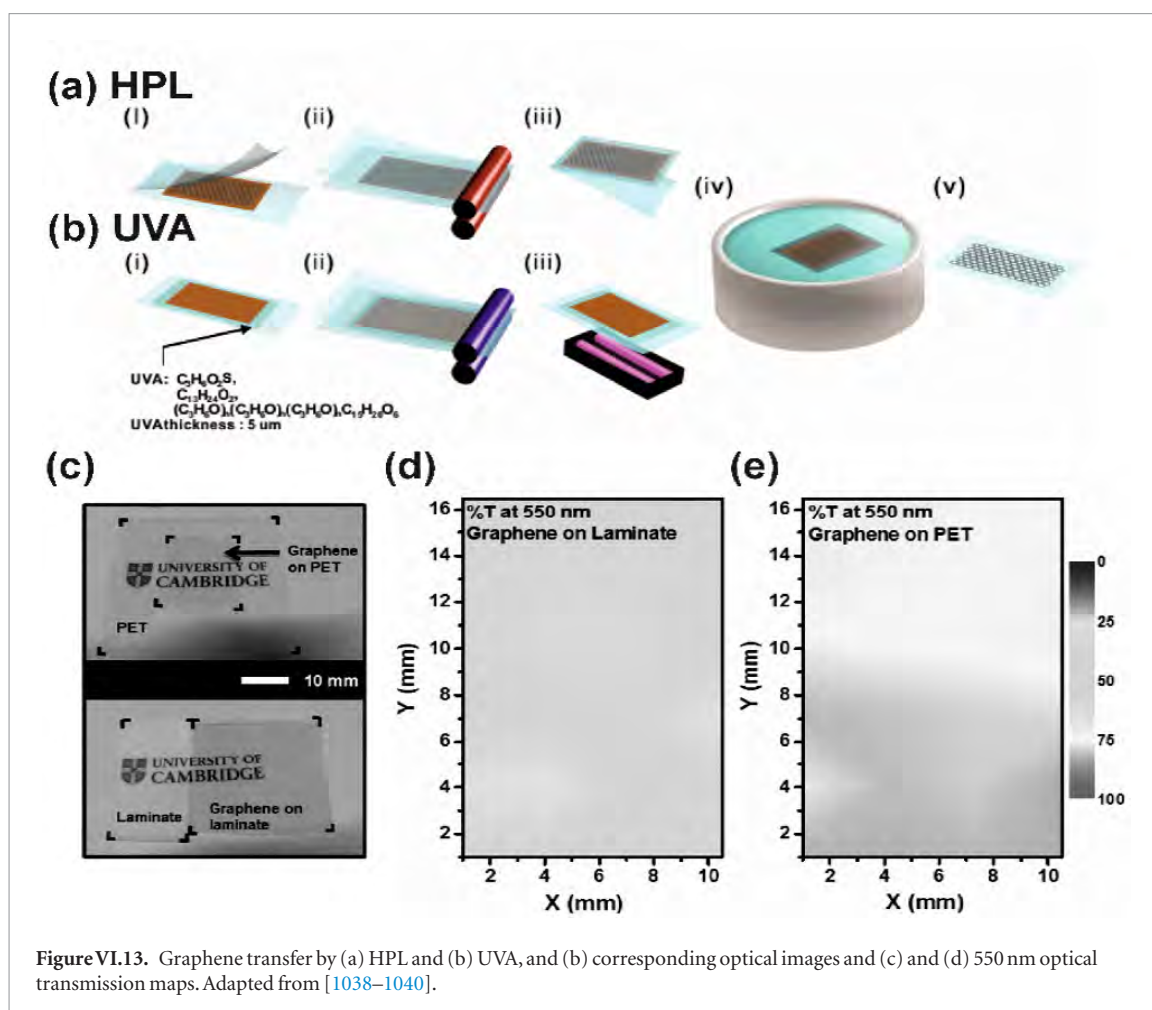 (a) HPL
(I)
(ii)
(iii)
(iv)
(v)
(b) UVA
(i)
(ii)
(iii)
UVA: C₃H₆O₂S,
C₁₃H₂₄O₂,
(C₃H₆O)ₙ(C₃H₆O)ₙ(C₃H₆O)ₙC₁₅H₂₀O₆
UVAthickness : 5 um
(c)
Graphene
on PET
UNIVERSITY OF
CAMBRIDGE
PET
10 mm
UNIVERSITY OF
CAMBRIDGE
Laminate
Graphene on
laminate
(d)
%T at 550 nm
Graphene on Laminate
16
14
12
10
8
6
4
2
Y (mm)
2 4 6 8 10
X (mm)
(e)
%T at 550 nm
Graphene on PET
16
14
12
10
8
6
4
2
Y (mm)
2 4 6 8 10
X (mm)
0
25
50
75
100
Figure VI.13. Graphene transfer by (a) HPL and (b) UVA, and (b) corresponding optical images and (c) and (d) 550 nm optical
transmission maps. Adapted from [1038–1040].